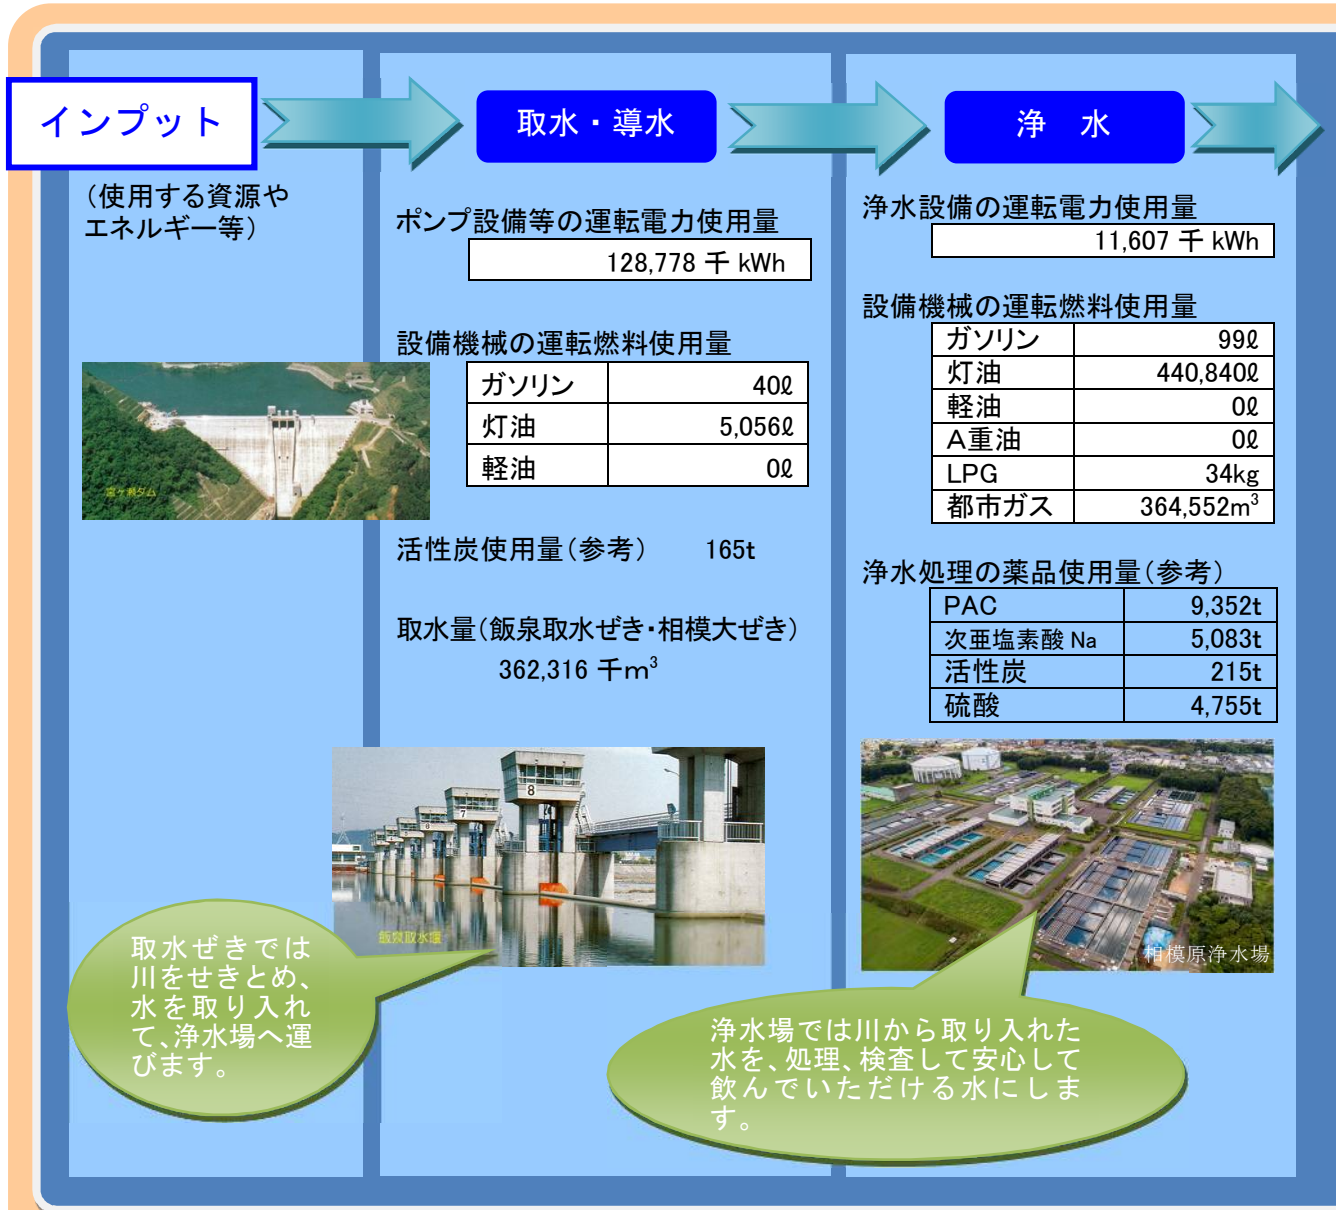 インプット
(使用する資源や
エネルギー等)
宮ヶ瀬ダム
取水・導水
ポンプ設備等の運転電力使用量
128,778 千 kWh
設備機械の運転燃料使用量
ガソリン 40ℓ
灯油 5,056ℓ
軽油 0ℓ
活性炭使用量(参考) 165t
取水量(飯泉取水ぜき・相模大ぜき)
362,316 千m³
8
7
6
飯泉取水堰
取水ぜきでは
川をせきとめ、
水を取り入れ
て、浄水場へ運
びます。
浄 水
浄水設備の運転電力使用量
11,607 千 kWh
設備機械の運転燃料使用量
ガソリン 99ℓ
灯油 440,840ℓ
軽油 0ℓ
A重油 0ℓ
LPG 34kg
都市ガス 364,552m³
浄水処理の薬品使用量(参考)
PAC 9,352t
次亜塩素酸 Na 5,083t
活性炭 215t
硫酸 4,755t
相模原浄水場
浄水場では川から取り入れた
水を、処理、検査して安心して
飲んでいただける水にしま
す。